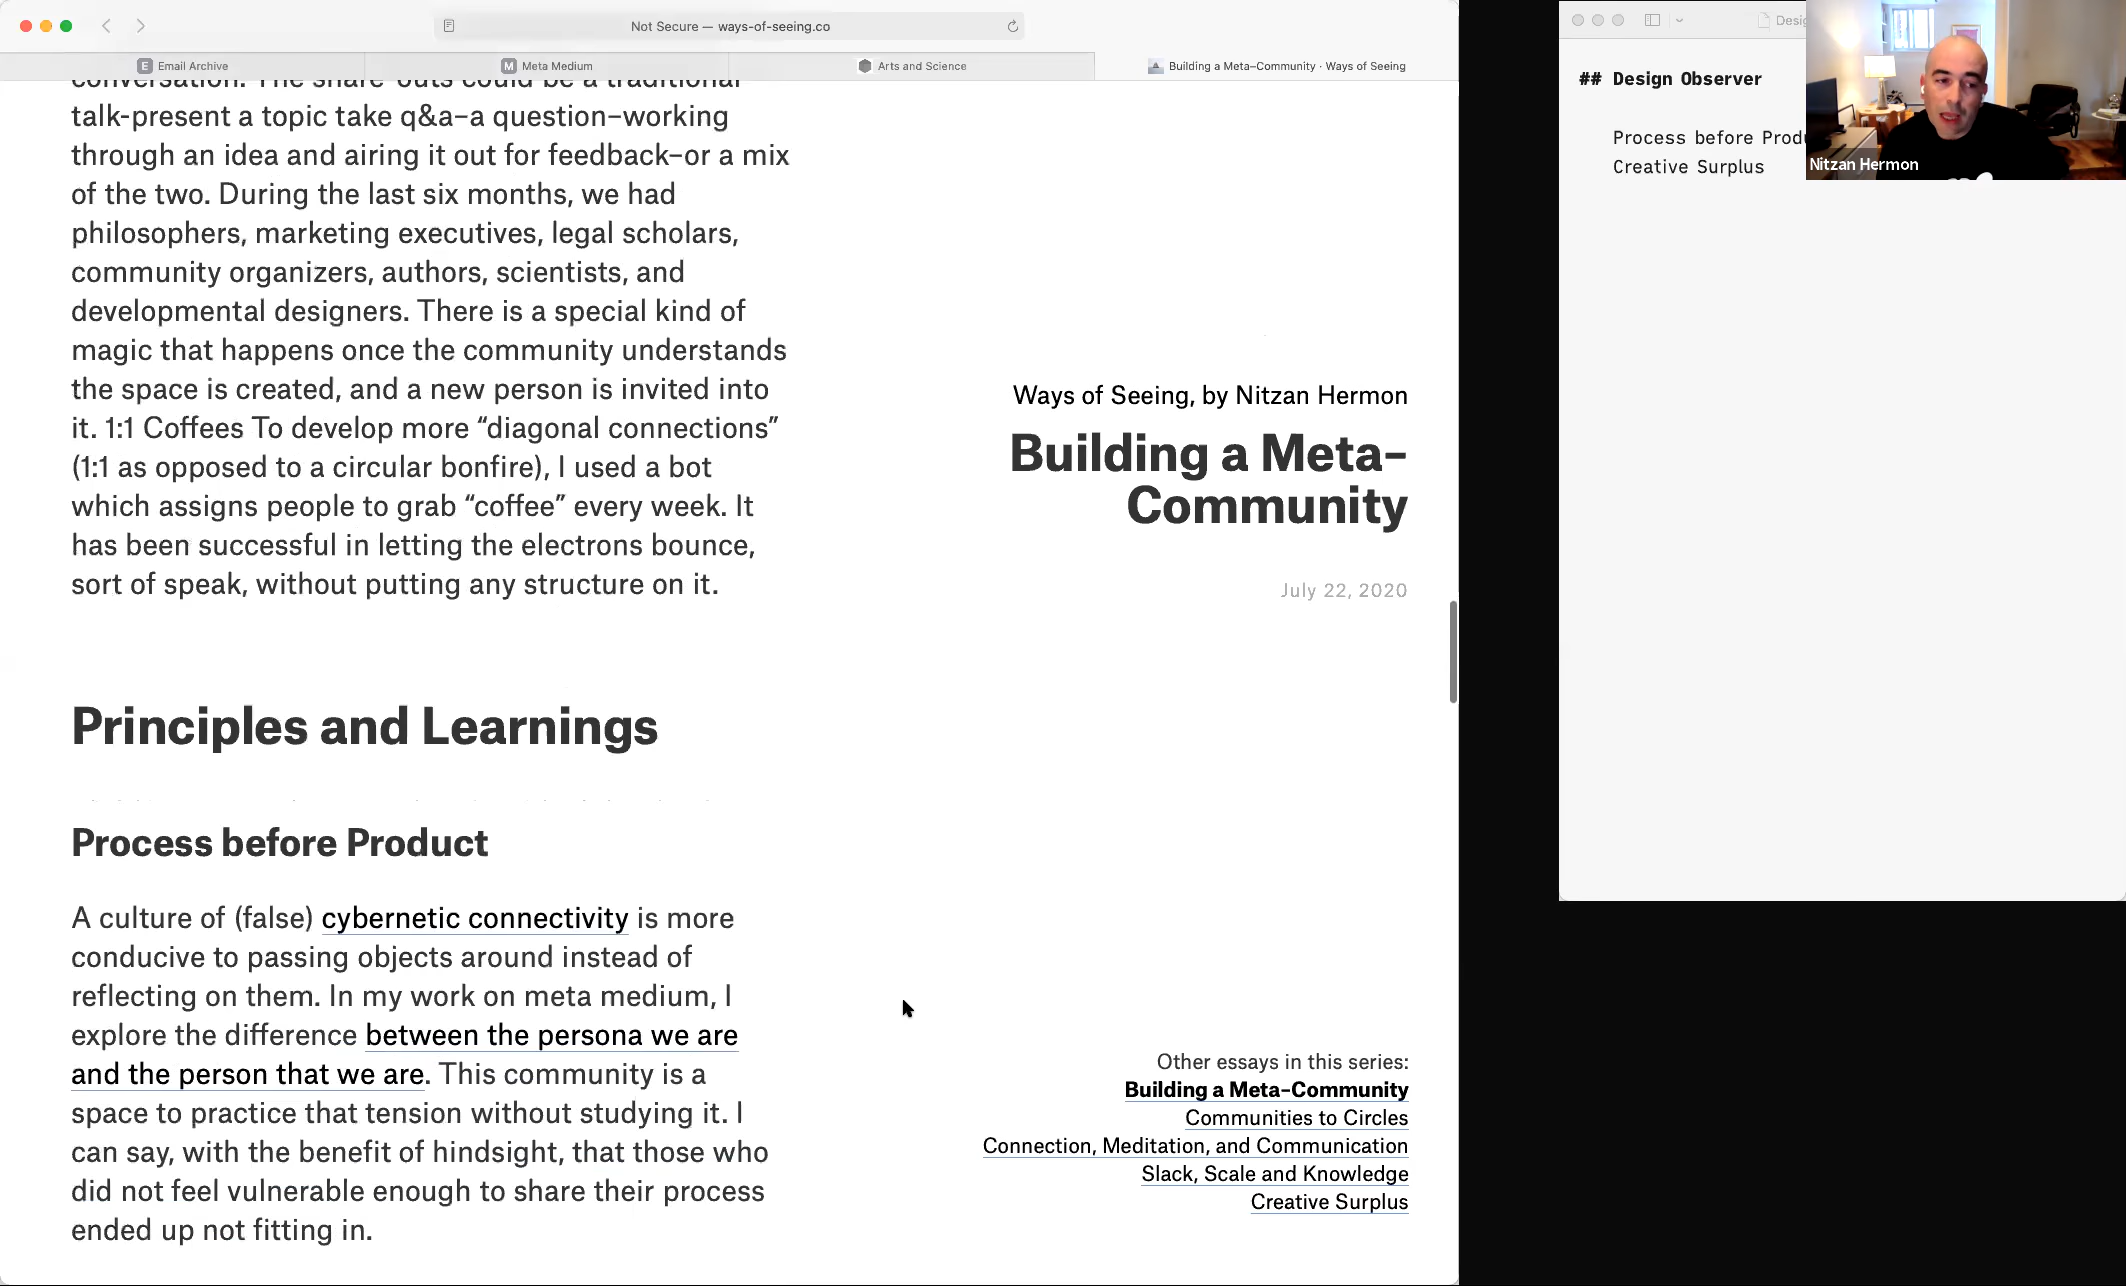 Not Secure — ways-of-seeing.co
Email Archive
Meta Medium
Arts and Science
Building a Meta–Community · Ways of Seeing
conversation. The share-outs could be a traditional
talk-present a topic take q&a–a question–working
through an idea and airing it out for feedback–or a mix
of the two. During the last six months, we had
philosophers, marketing executives, legal scholars,
community organizers, authors, scientists, and
developmental designers. There is a special kind of
magic that happens once the community understands
the space is created, and a new person is invited into
it. 1:1 Coffees To develop more “diagonal connections”
(1:1 as opposed to a circular bonfire), I used a bot
which assigns people to grab “coffee” every week. It
has been successful in letting the electrons bounce,
sort of speak, without putting any structure on it.
Principles and Learnings
Process before Product
A culture of (false) cybernetic connectivity is more
conducive to passing objects around instead of
reflecting on them. In my work on meta medium, I
explore the difference between the persona we are
and the person that we are. This community is a
space to practice that tension without studying it. I
can say, with the benefit of hindsight, that those who
did not feel vulnerable enough to share their process
ended up not fitting in.
Ways of Seeing, by Nitzan Hermon
Building a Meta–
Community
July 22, 2020
Other essays in this series:
Building a Meta–Community
Communities to Circles
Connection, Meditation, and Communication
Slack, Scale and Knowledge
Creative Surplus
## Design Observer
Process before Produ
Creative Surplus
Nitzan Hermon